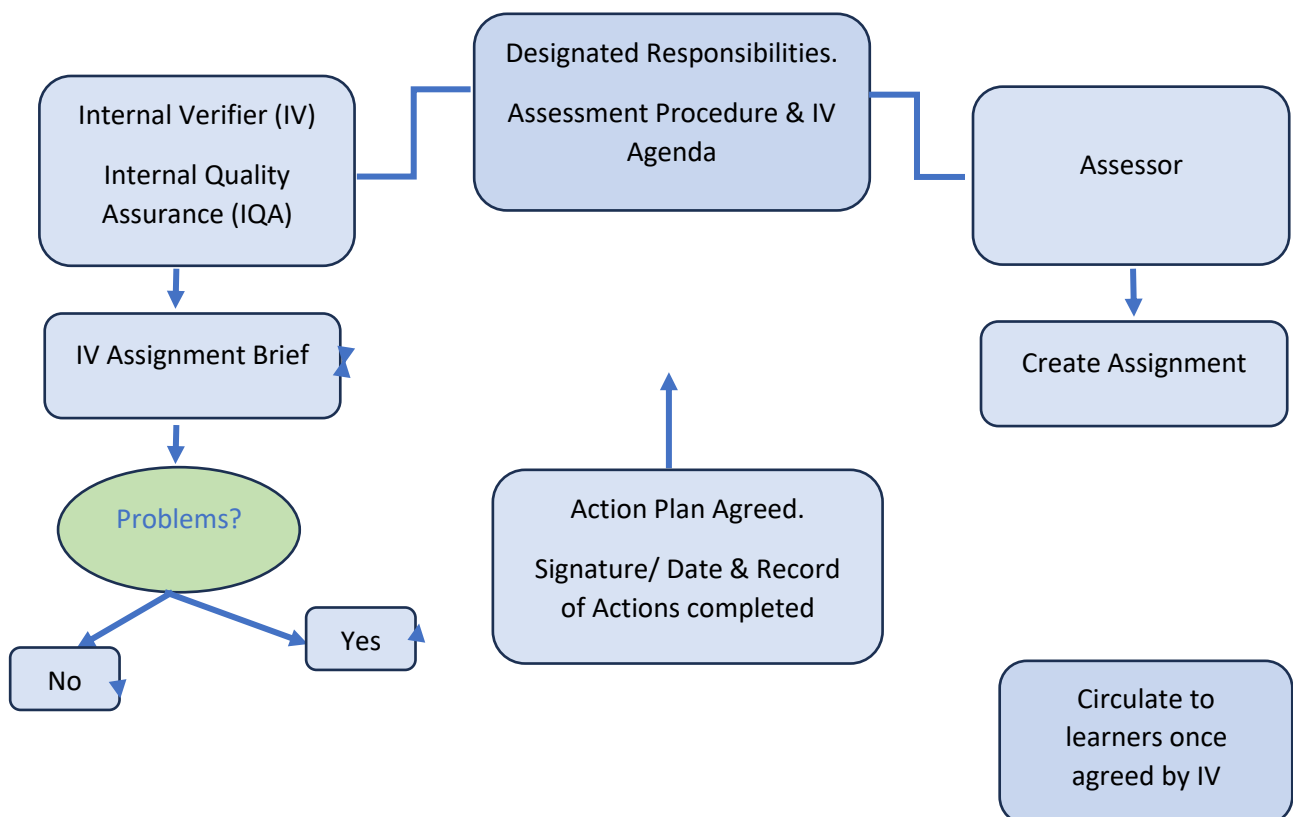 Designated Responsibilities.
Assessment Procedure & IV
Agenda
Internal Verifier (IV)
Internal Quality
Assurance (IQA)
Assessor
IV Assignment Brief
Create Assignment
Problems?
Action Plan Agreed.
Signature/ Date & Record
of Actions completed
Yes
No
Circulate to
learners once
agreed by IV